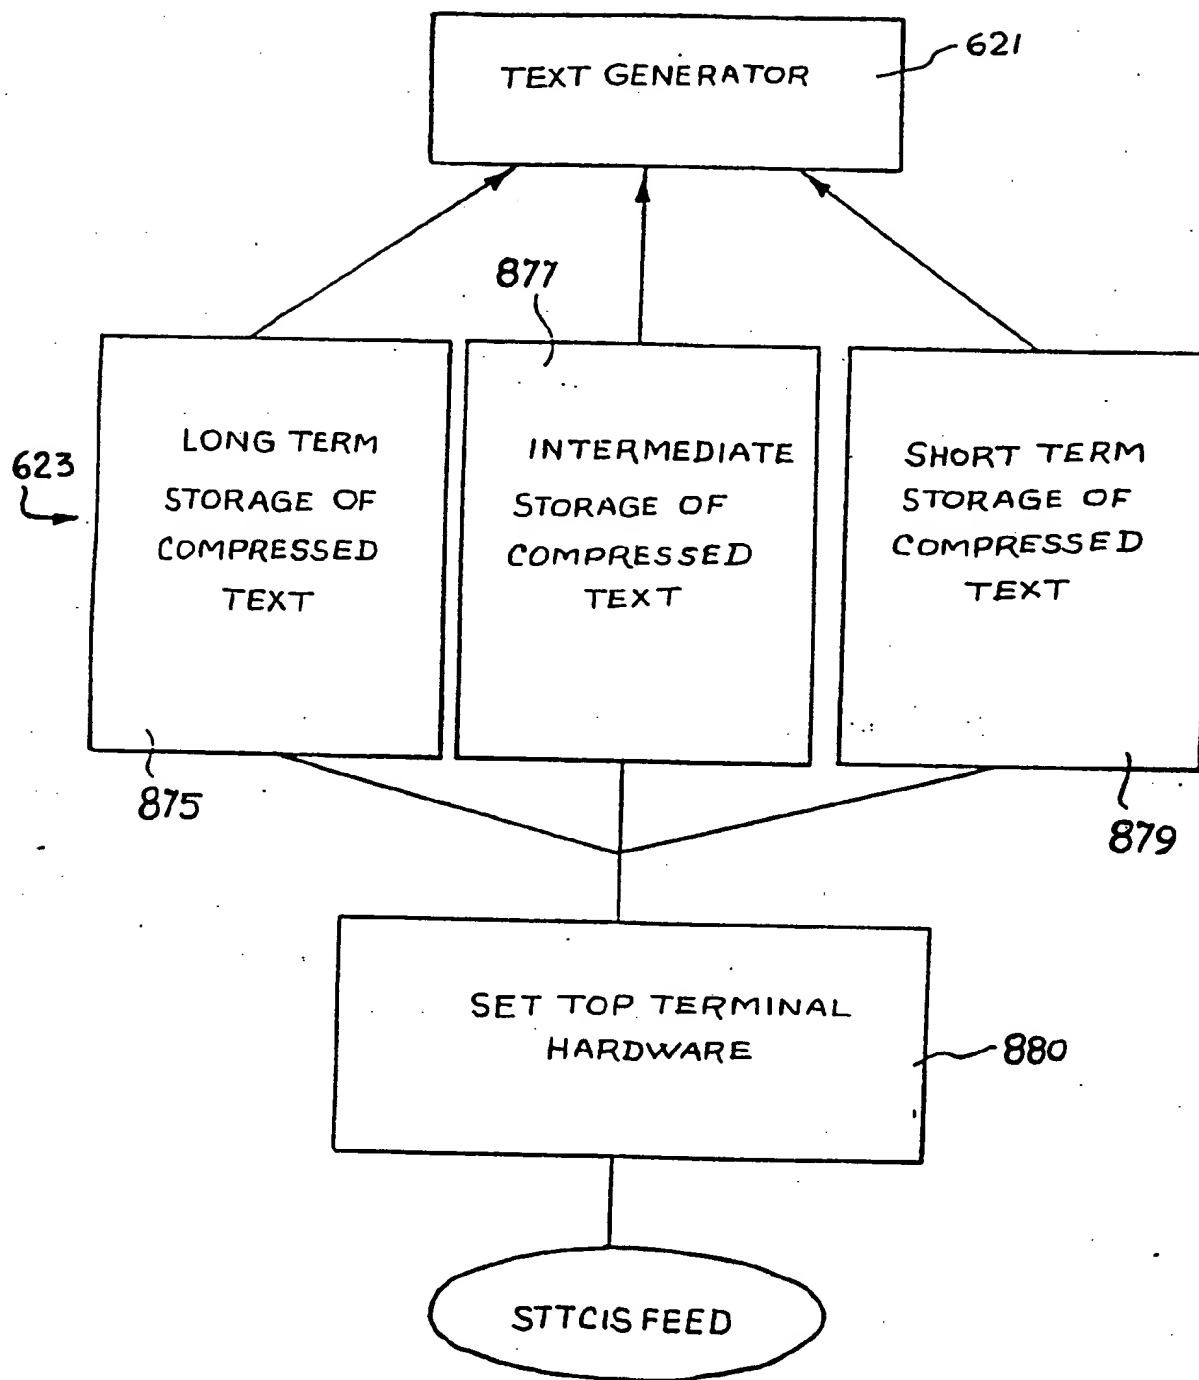 TEXT GENERATOR
621
877
623
LONG TERM
STORAGE OF
COMPRESSED
TEXT
INTERMEDIATE
STORAGE OF
COMPRESSED
TEXT
SHORT TERM
STORAGE OF
COMPRESSED
TEXT
875
879
SET TOP TERMINAL
HARDWARE
880
STTCIS FEED